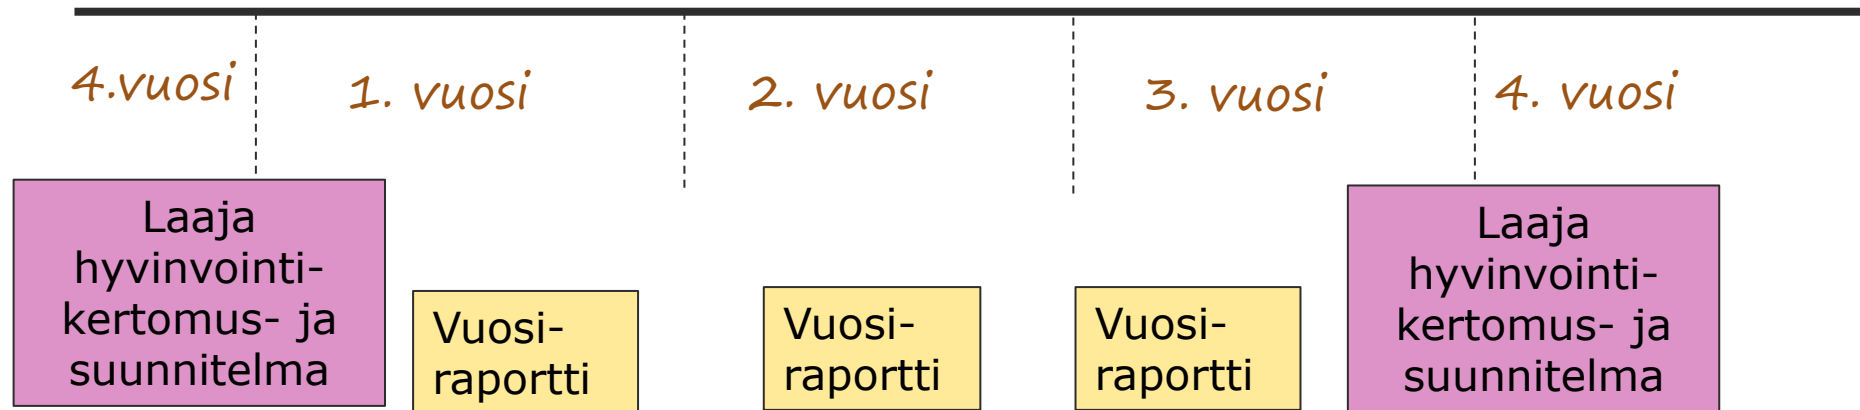 4.vuosi
1. vuosi
2. vuosi
3. vuosi
4. vuosi
Laaja
hyvinvointi-
kertomus- ja
suunnitelma
Vuosi-
raportti
Vuosi-
raportti
Vuosi-
raportti
Laaja
hyvinvointi-
kertomus- ja
suunnitelma